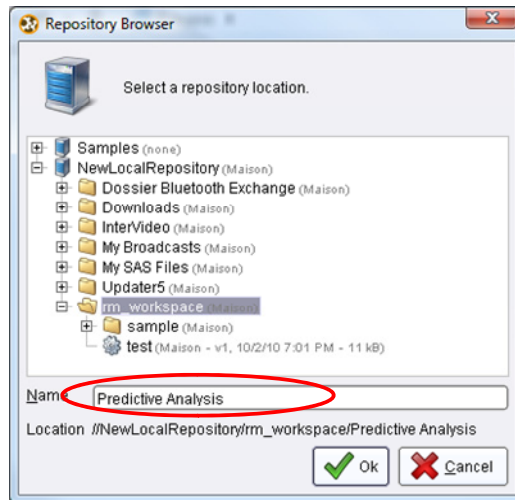 Repository Browser
Select a repository location.
Samples (none)
NewLocalRepository (Maison)
Dossier Bluetooth Exchange (Maison)
Downloads (Maison)
InterVideo (Maison)
My Broadcasts (Maison)
My SAS Files (Maison)
Updater5 (Maison)
rm_workspace (Maison)
sample (Maison)
test (Maison - v1, 10/2/10 7:01 PM - 11 kB)
Name Predictive Analysis
Location //NewLocalRepository/rm_workspace/Predictive Analysis
Ok Cancel